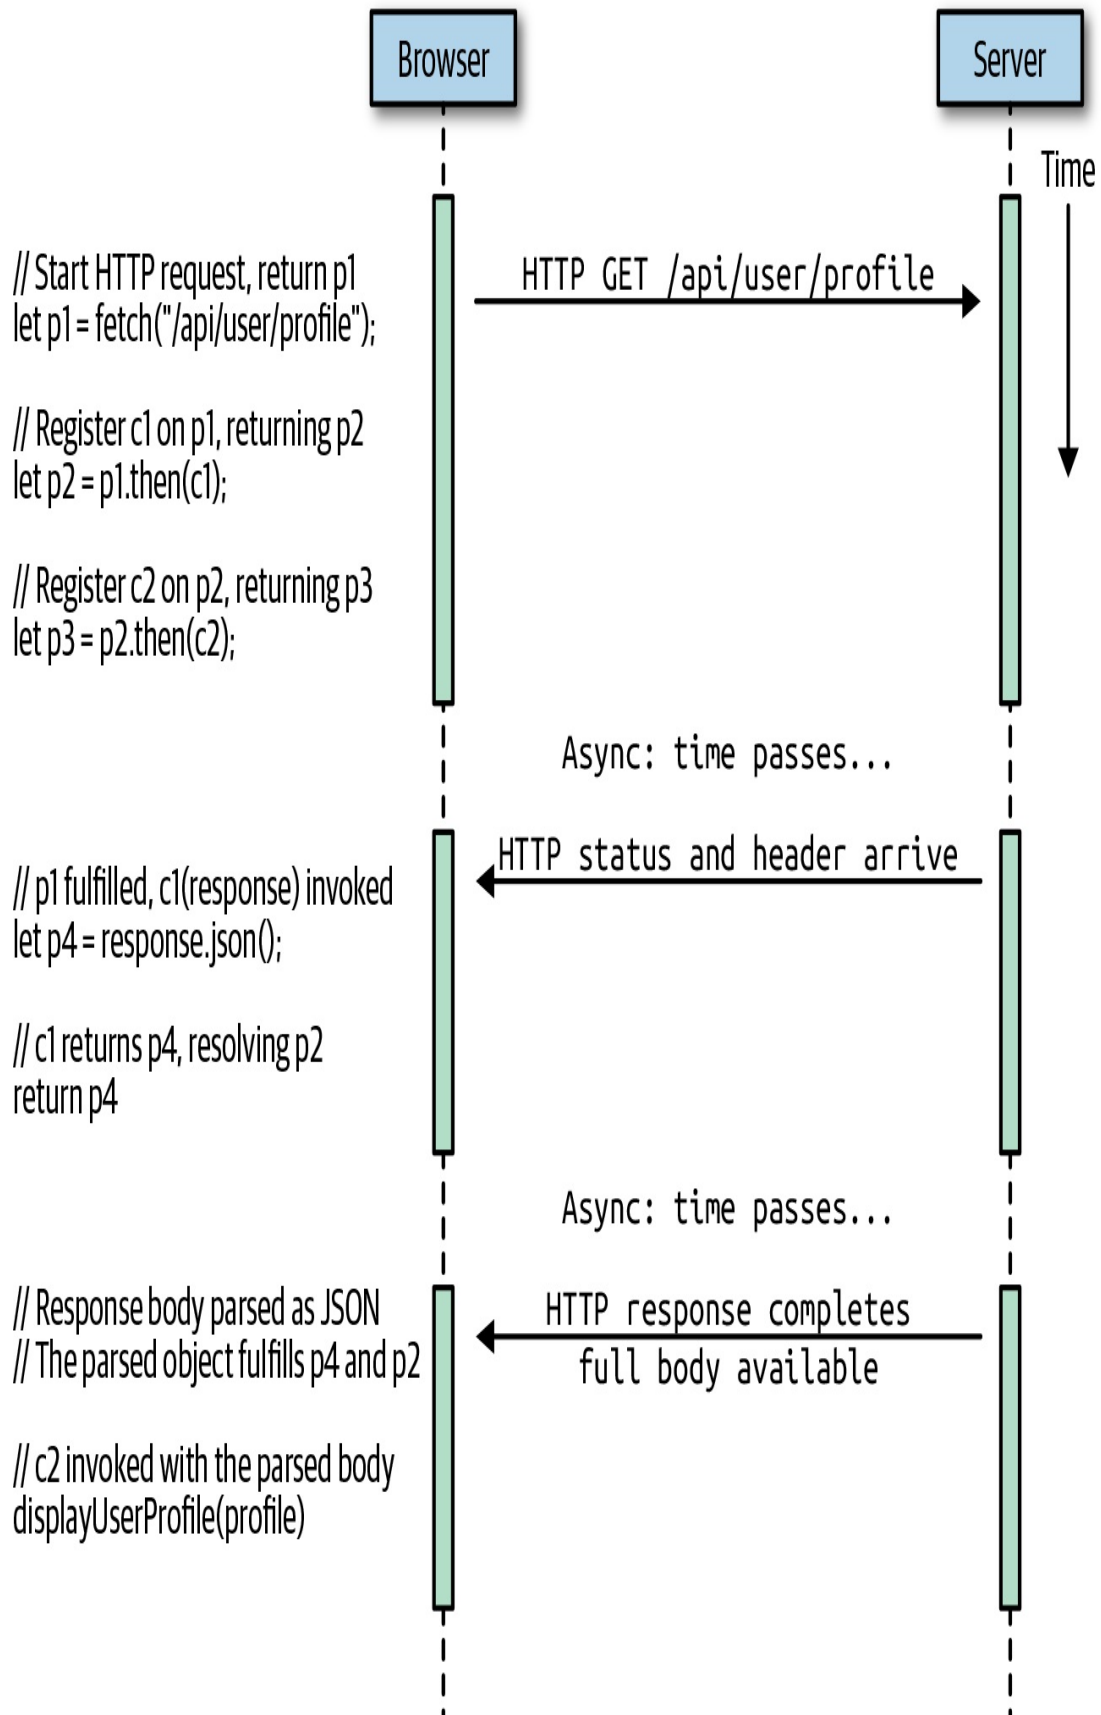 Browser
Server
Time
// Start HTTP request, return p1
let p1 = fetch("/api/user/profile");
HTTP GET /api/user/profile
// Register c1 on p1, returning p2
let p2 = p1.then(c1);
// Register c2 on p2, returning p3
let p3 = p2.then(c2);
Async: time passes...
HTTP status and header arrive
// p1 fulfilled, c1(response) invoked
let p4 = response.json();
// c1 returns p4, resolving p2
return p4
Async: time passes...
// Response body parsed as JSON
// The parsed object fulfills p4 and p2
HTTP response completes
full body available
// c2 invoked with the parsed body
displayUserProfile(profile)